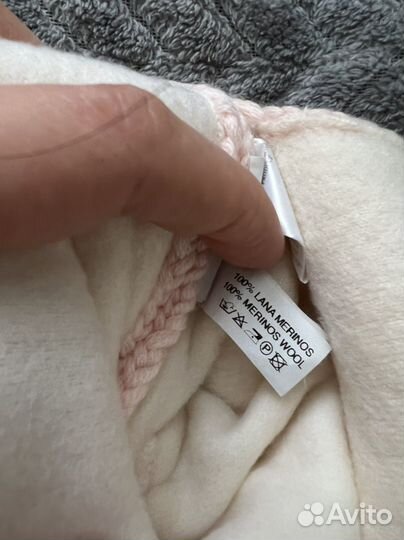 100% LANA MERINOS
100% MERINOS WOOL
P
Avito